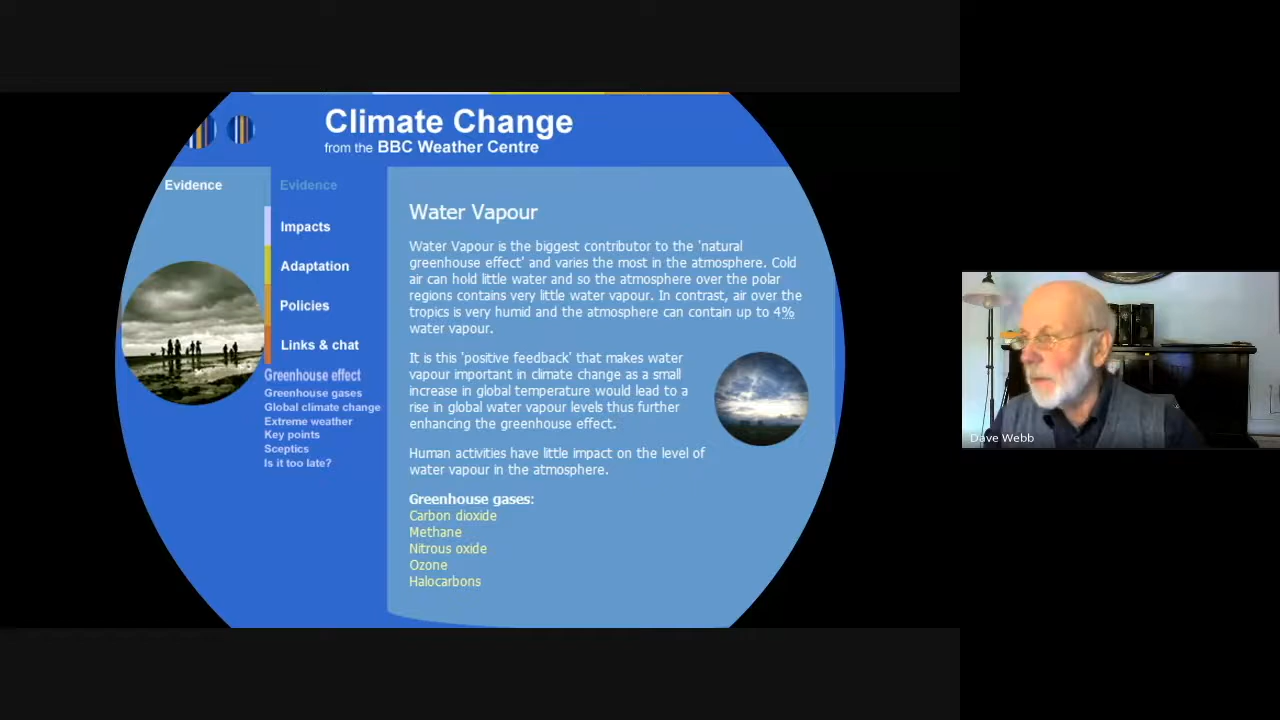 Climate Change
from the BBC Weather Centre
Evidence
Evidence
Impacts
Adaptation
Policies
Links & chat
Greenhouse effect
Greenhouse gases
Global climate change
Extreme weather
Key points
Sceptics
Is it too late?
Water Vapour
Water Vapour is the biggest contributor to the 'natural
greenhouse effect' and varies the most in the atmosphere. Cold
air can hold little water and so the atmosphere over the polar
regions contains very little water vapour. In contrast, air over the
tropics is very humid and the atmosphere can contain up to 4%
water vapour.
It is this 'positive feedback' that makes water
vapour important in climate change as a small
increase in global temperature would lead to a
rise in global water vapour levels thus further
enhancing the greenhouse effect.
Human activities have little impact on the level of
water vapour in the atmosphere.
Greenhouse gases:
Carbon dioxide
Methane
Nitrous oxide
Ozone
Halocarbons
Dave Webb